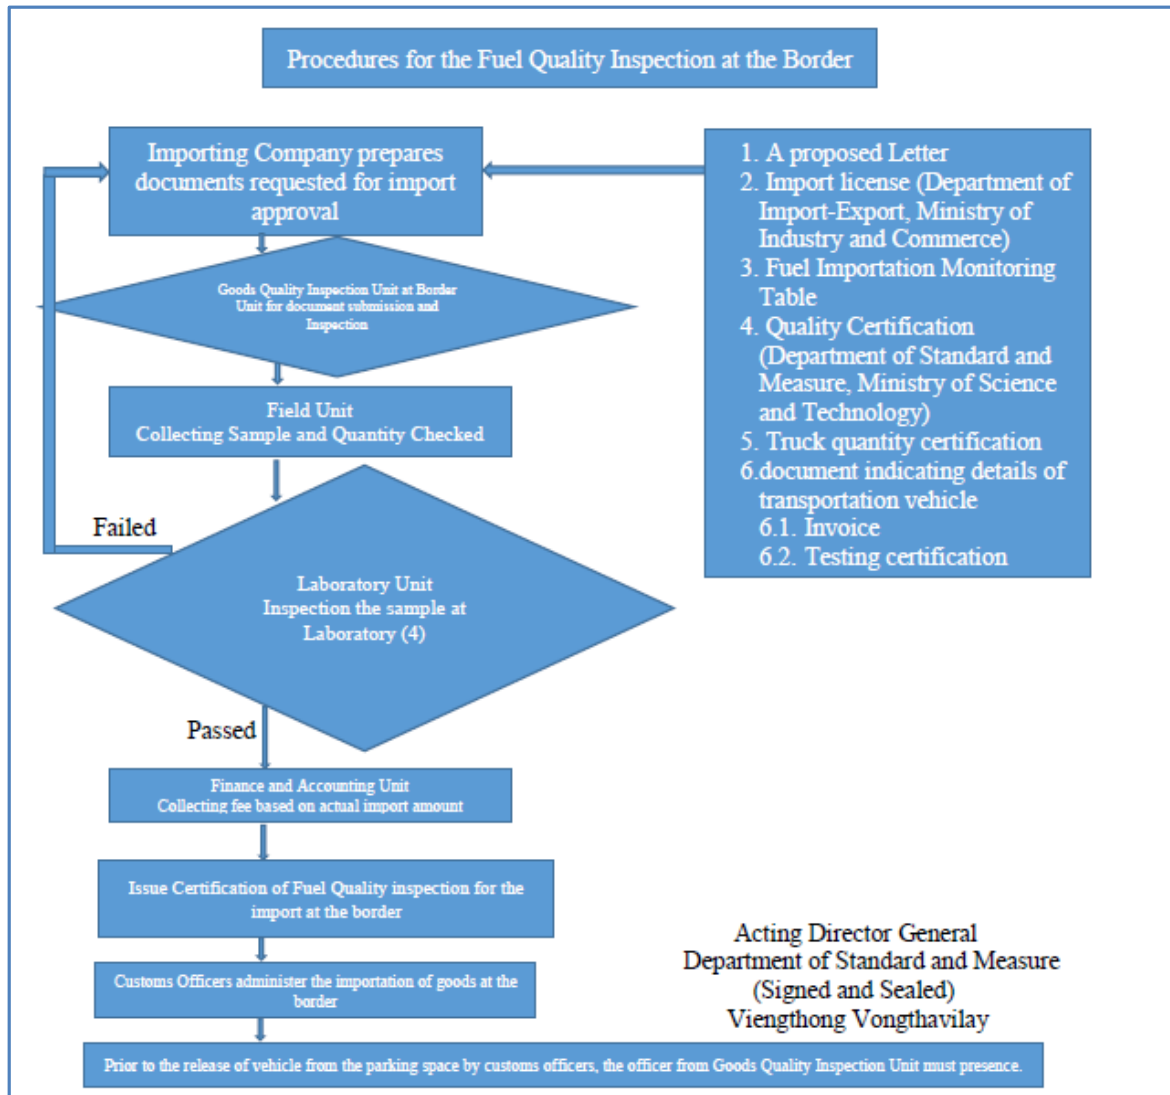 Procedures for the Fuel Quality Inspection at the Border
Importing Company prepares
documents requested for import
approval
1. A proposed Letter
2. Import license (Department of
Import-Export, Ministry of
Industry and Commerce)
3. Fuel Importation Monitoring
Table
4. Quality Certification
(Department of Standard and
Measure, Ministry of Science
and Technology)
5. Truck quantity certification
6.document indicating details of
transportation vehicle
6.1. Invoice
6.2. Testing certification
Goods Quality Inspection Unit at Border
Unit for document submission and
Inspection
Field Unit
Collecting Sample and Quantity Checked
Failed
Laboratory Unit
Inspection the sample at
Laboratory (4)
Passed
Finance and Accounting Unit
Collecting fee based on actual import amount
Issue Certification of Fuel Quality inspection for the
import at the border
Customs Officers administer the importation of goods at the
border
Acting Director General
Department of Standard and Measure
(Signed and Sealed)
Viengthong Vongthavilay
Prior to the release of vehicle from the parking space by customs officers, the officer from Goods Quality Inspection Unit must presence.